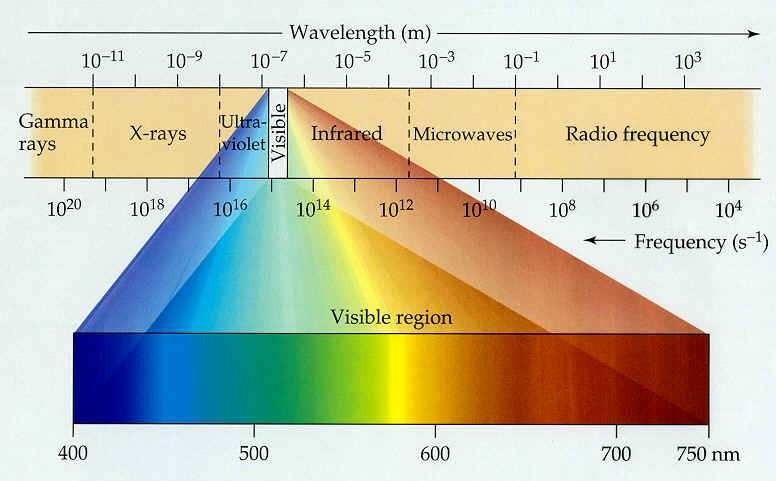 Wavelength (m)
10⁻¹¹ 10⁻⁹ 10⁻⁷ 10⁻⁵ 10⁻³ 10⁻¹ 10¹ 10³
Gamma rays
X-rays
Ultra-
violet
Visible
Infrared
Microwaves
Radio frequency
10²⁰ 10¹⁸ 10¹⁶ 10¹⁴ 10¹² 10¹⁰ 10⁸ 10⁶ 10⁴
Frequency (s⁻¹)
Visible region
400 500 600 700 750 nm